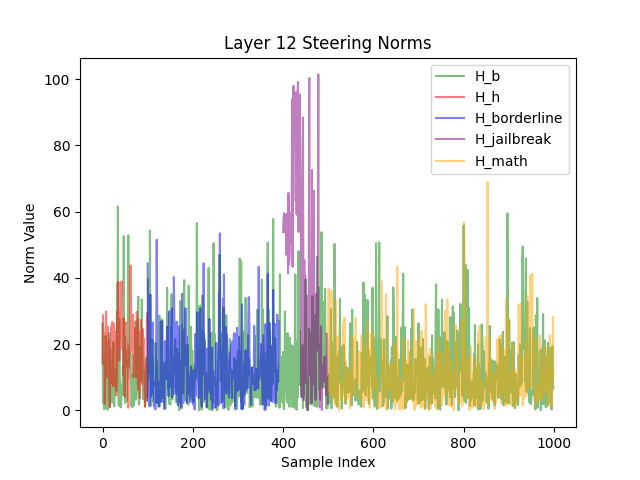 Layer 12 Steering Norms
100
80
60
40
20
0
Norm Value
H_b
H_h
H_borderline
H_jailbreak
H_math
0
200
400
600
800
1000
Sample Index